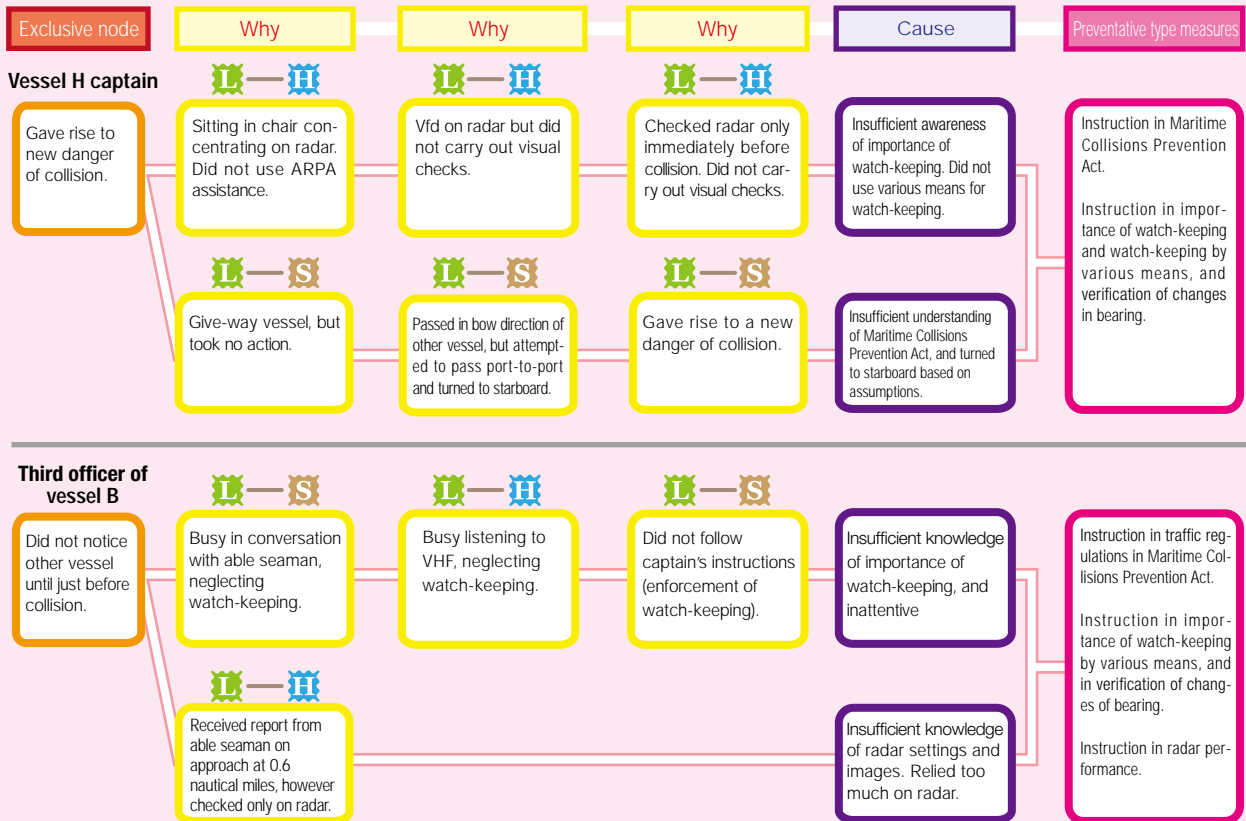 Exclusive node
Why
Why
Why
Cause
Preventative type measures
Vessel H captain
L H
L H
L H
Gave rise to
new danger
of collision.
Sitting in chair con-
centrating on radar.
Did not use ARPA
assistance.
Vfd on radar but did
not carry out visual
checks.
Checked radar only
immediately before
collision. Did not car-
ry out visual checks.
Insufficient awareness
of importance of
watch-keeping. Did not
use various means for
watch-keeping.
Instruction in Maritime
Collisions Prevention
Act.
Instruction in impor-
tance of watch-keeping
and watch-keeping by
various means, and
verification of changes
in bearing.
L S
L S
L S
Give-way vessel, but
took no action.
Passed in bow direction of
other vessel, but attempt-
ed to pass port-to-port
and turned to starboard.
Gave rise to a new
danger of collision.
Insufficient understanding
of Maritime Collisions
Prevention Act, and turned
to starboard based on
assumptions.
Third officer of
vessel B
L S
L H
L S
Did not notice
other vessel
until just before
collision.
Busy in conversation
with able seaman,
neglecting
watch-keeping.
Busy listening to
VHF, neglecting
watch-keeping.
Did not follow
captain's instructions
(enforcement of
watch-keeping).
Insufficient knowledge
of importance of
watch-keeping, and
inattentive
Instruction in traffic reg-
ulations in Maritime Col-
lisions Prevention Act.
Instruction in impor-
tance of watch-keeping
by various means, and
in verification of chang-
es of bearing.
Instruction in radar per-
formance.
L H
Received report from
able seaman on
approach at 0.6
nautical miles, however
checked only on radar.
Insufficient knowledge
of radar settings and
images. Relied too
much on radar.